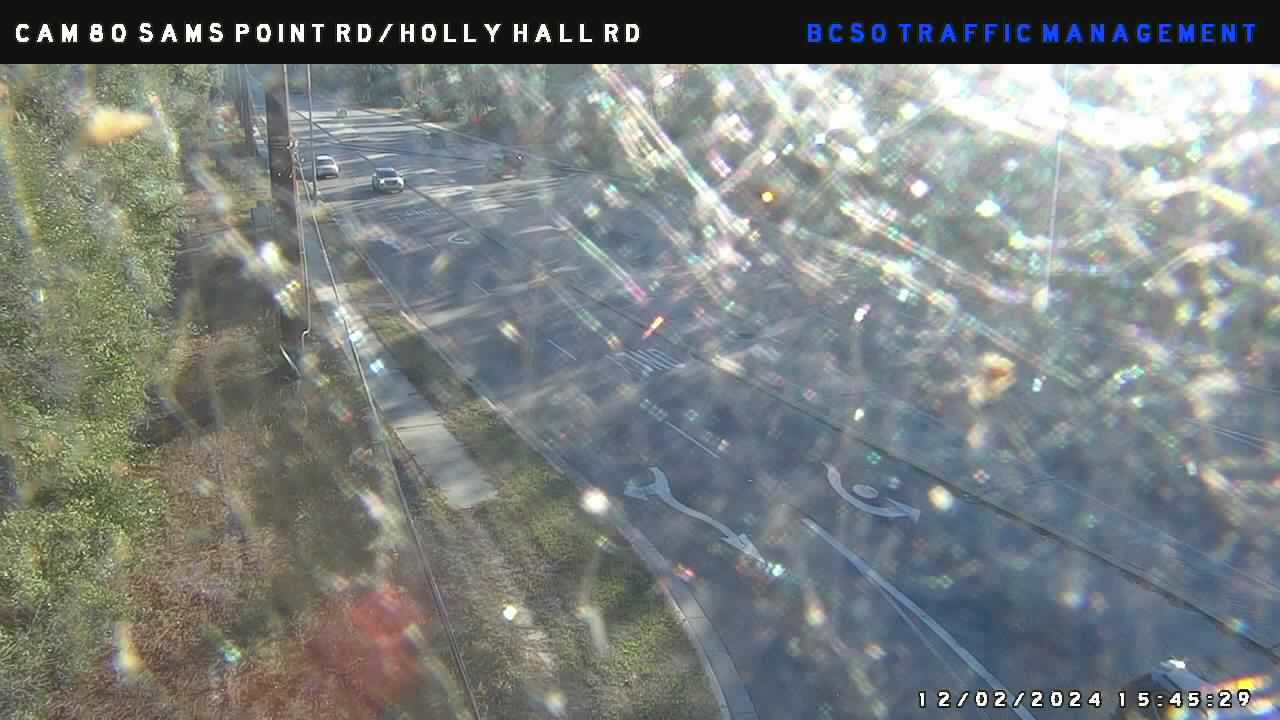 CAM 80 SAMS POINT RD/HOLLY HALL RD
BCSO TRAFFIC MANAGEMENT
12/02/2024 15:45:29